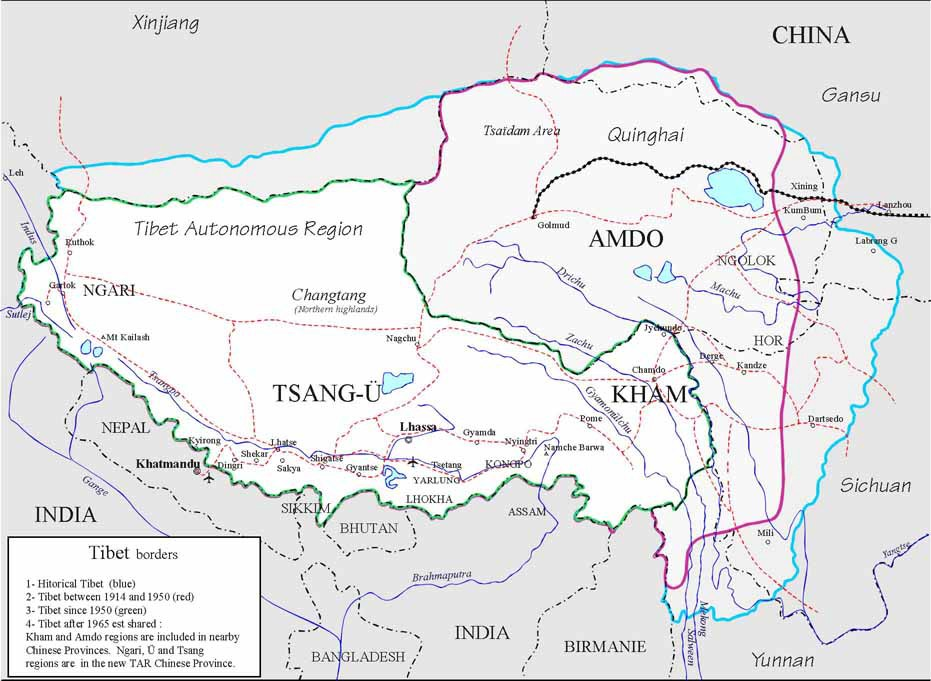 Xinjiang
CHINA
Gansu
Tsaïdam Area
Quinghai
Leh
Xining
KumBum
Lanzhou
Golmud
Tibet Autonomous Region
AMDO
Labrang G
Indus
Ruthok
NGOLOK
Drichu
Machu
Garlok
NGARI
Changtang
(Northern highlands)
Sutlej
Jyekundo
Mt Kailash
Nagchu
Zachu
HOR
Derge
Kandze
Chamdo
Tsangpo
TSANG-Ü
KHAM
Gyamonülchu
NEPAL
Lhassa
Gyamda
Pome
Dartsedo
Kyirong
Lhatse
Nyingtri
Namche Barwa
Shekar
Khatmandu
Dingri
Sakya
Shigatse
Gyantse
Tsetang
KONGPO
YARLUNG
Gange
LHOKHA
Sichuan
SIKKIM
ASSAM
INDIA
BHUTAN
Mili
Yangtse
Brahmaputra
INDIA
BIRMANIE
Mekong
Salween
BANGLADESH
Yunnan
Tibet borders
1- Hitorical Tibet (blue)
2- Tibet between 1914 and 1950 (red)
3- Tibet since 1950 (green)
4- Tibet after 1965 est shared :
Kham and Amdo regions are included in nearby
Chinese Provinces. Ngari, Ü and Tsang
regions are in the new TAR Chinese Province.